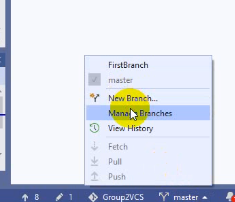 FirstBranch
master
New Branch...
Manage Branches
View History
Fetch
Pull
Push
8 1 Group2VCS master